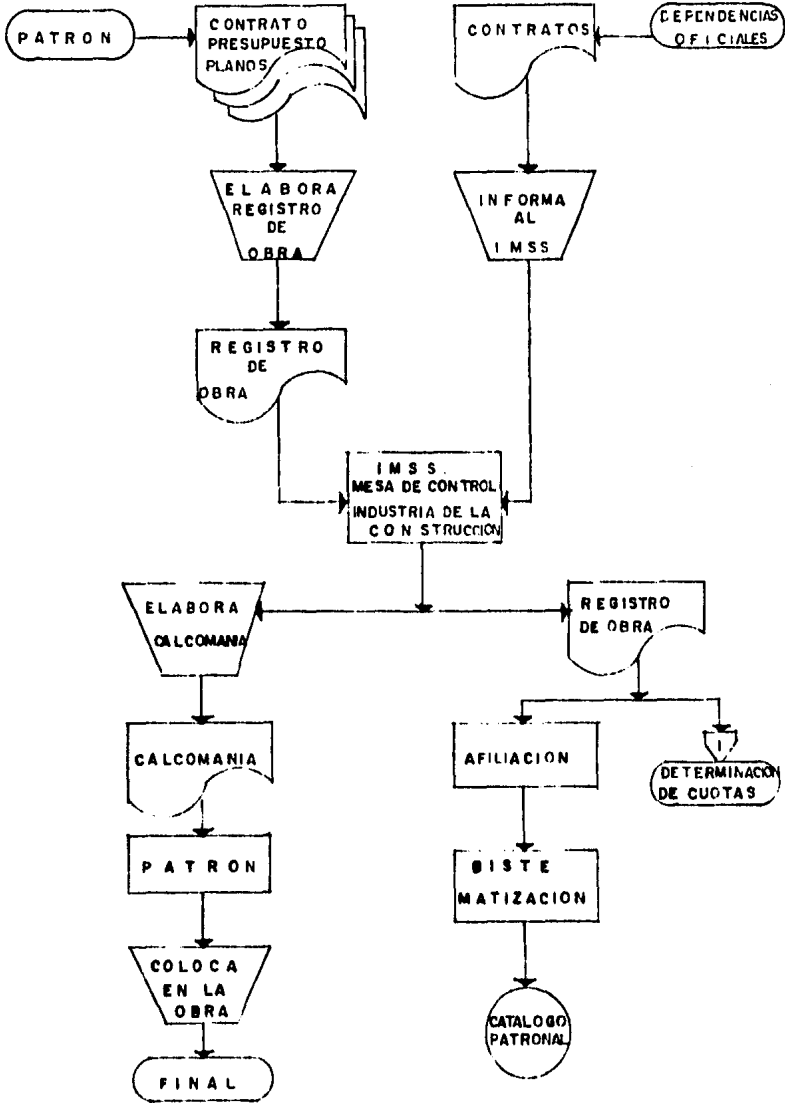 PATRON
CONTRATO
PRESUPUESTO
PLANOS
CONTRATOS
DEPENDENCIAS
OFICIALES
ELABORA
REGISTRO
DE
OBRA
INFORMA
AL
IMSS
REGISTRO
DE
OBRA
IMSS.
MESA DE CONTROL
INDUSTRIA DE LA
CONSTRUCCION
ELABORA
CALCOMANIA
REGISTRO
DE OBRA
CALCOMANIA
AFILIACION
I
DETERMINACION
DE CUOTAS
PATRON
SISTE
MATIZACION
COLOCA
EN LA
OBRA
CATALOGO
PATRONAL
FINAL